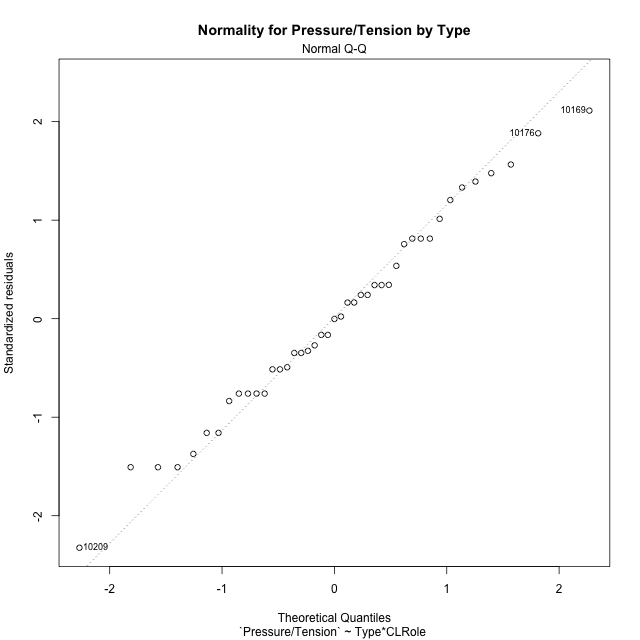 Normality for Pressure/Tension by Type
Normal Q-Q
Standardized residuals
2
1
0
-1
-2
10169
10176
10209
-2
-1
0
1
2
Theoretical Quantiles
`Pressure/Tension` ~ Type*CLRole